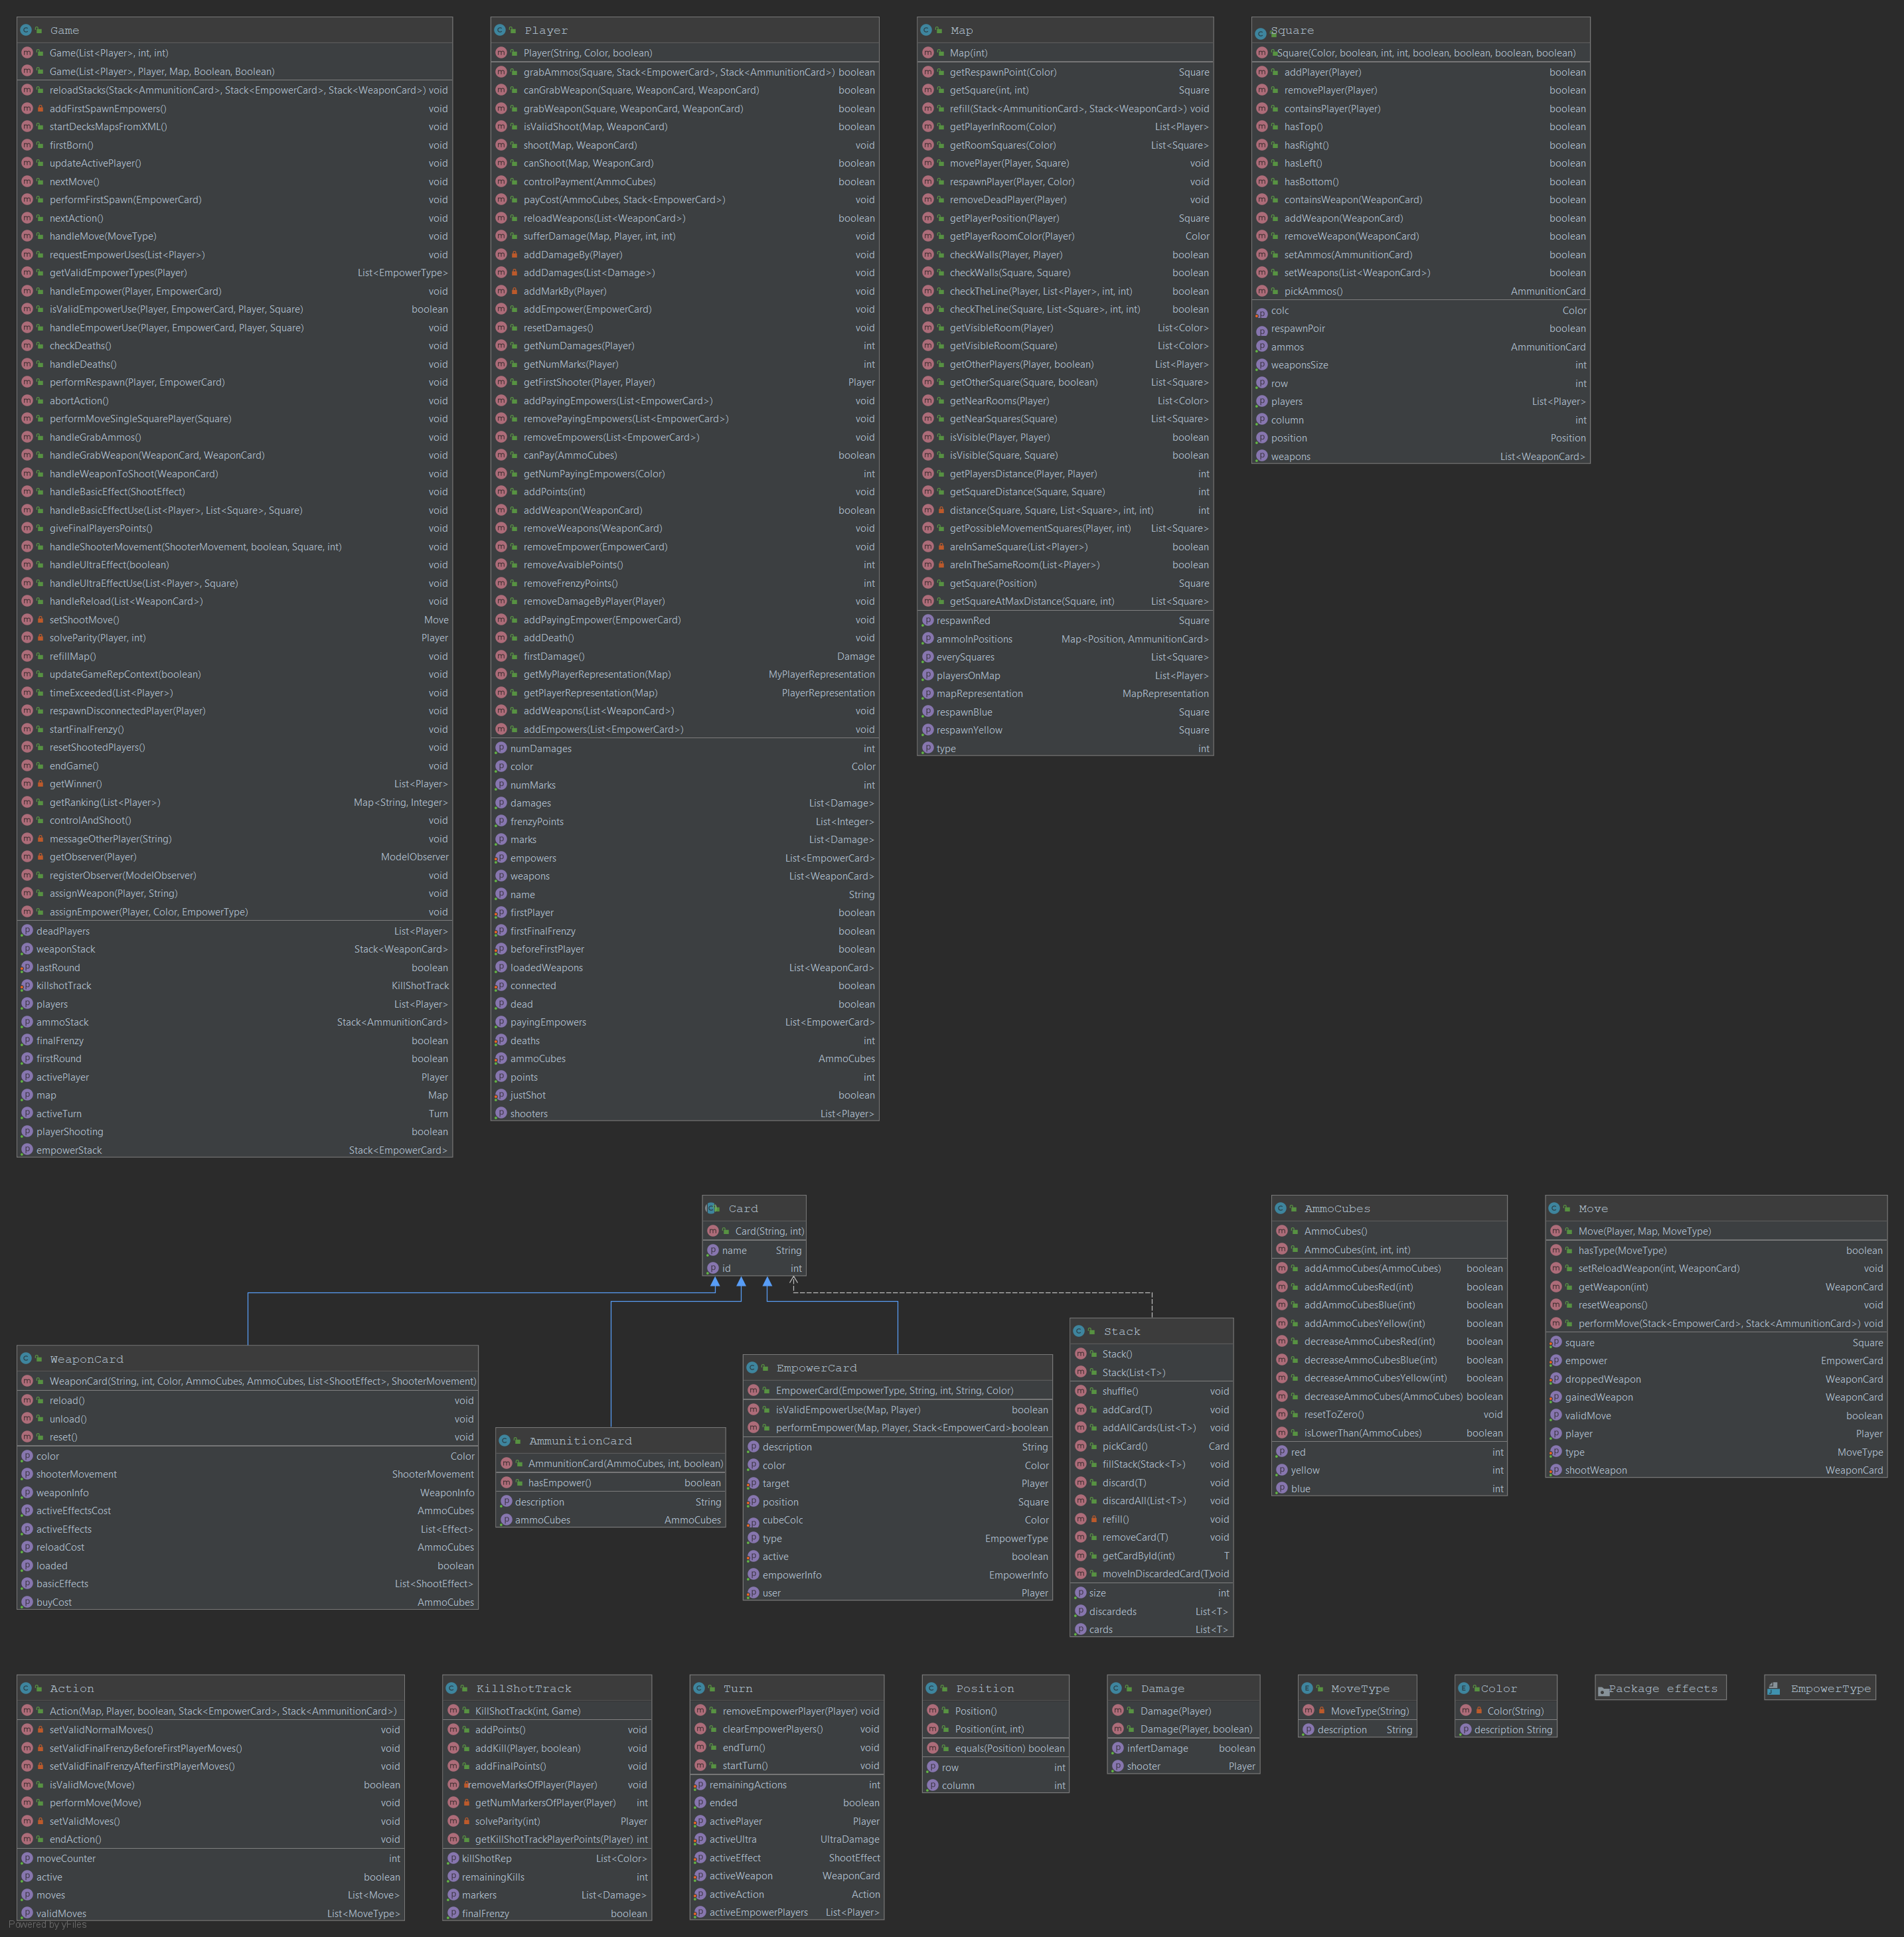 Game
Game(List<Player>, int, int)
Game(List<Player>, Player, Map, Boolean, Boolean)
reloadStacks(Stack<AmmunitionCard>, Stack<EmpowerCard>, Stack<WeaponCard>) void
addFirstSpawnEmpowers() void
startDecksMapsFromXML() void
firstBorn() void
updateActivePlayer() void
nextMove() void
performFirstSpawn(EmpowerCard) void
nextAction() void
handleMove(MoveType) void
requestEmpowerUses(List<Player>) void
getValidEmpowerTypes(Player) List<EmpowerType>
handleEmpower(Player, EmpowerCard) void
isValidEmpowerUse(Player, EmpowerCard, Player, Square) boolean
handleEmpowerUse(Player, EmpowerCard, Player, Square) void
checkDeaths() void
handleDeaths() void
performRespawn(Player, EmpowerCard) void
abortAction() void
performMoveSingleSquarePlayer(Square) void
handleGrabAmmos() void
handleGrabWeapon(WeaponCard, WeaponCard) void
handleWeaponToShoot(WeaponCard) void
handleBasicEffect(ShootEffect) void
handleBasicEffectUse(List<Player>, List<Square>, Square) void
giveFinalPlayersPoints() void
handleShooterMovement(ShooterMovement, boolean, Square, int) void
handleUltraEffect(boolean) void
handleUltraEffectUse(List<Player>, Square) void
handleReload(List<WeaponCard>) void
setShootMove() Move
solveParity(Player, int) Player
refillMap() void
updateGameRepContext(boolean) void
timeExceeded(List<Player>) void
respawnDisconnectedPlayer(Player) void
startFinalFrenzy() void
resetShootedPlayers() void
endGame() void
getWinner() List<Player>
getRanking(List<Player>) Map<String, Integer>
controlAndShoot() void
messageOtherPlayer(String) void
getObserver(Player) ModelObserver
registerObserver(ModelObserver) void
assignWeapon(Player, String) void
assignEmpower(Player, Color, EmpowerType) void
deadPlayers List<Player>
weaponStack Stack<WeaponCard>
lastRound boolean
killshotTrack KillShotTrack
players List<Player>
ammoStack Stack<AmmunitionCard>
finalFrenzy boolean
firstRound boolean
activePlayer Player
map Map
activeTurn Turn
playerShooting boolean
empowerStack Stack<EmpowerCard>
Player
Player(String, Color, boolean)
grabAmmos(Square, Stack<EmpowerCard>, Stack<AmmunitionCard>) boolean
canGrabWeapon(Square, WeaponCard, WeaponCard) boolean
grabWeapon(Square, WeaponCard, WeaponCard) boolean
isValidShoot(Map, WeaponCard) boolean
shoot(Map, WeaponCard) void
canShoot(Map, WeaponCard) boolean
controlPayment(AmmoCubes) boolean
payCost(AmmoCubes, Stack<EmpowerCard>) void
reloadWeapons(List<WeaponCard>) boolean
sufferDamage(Map, Player, int, int) void
addDamageBy(Player) void
addDamages(List<Damage>) void
addMarkBy(Player) void
addEmpower(EmpowerCard) void
resetDamages() void
getNumDamages(Player) int
getNumMarks(Player) int
getFirstShooter(Player, Player) Player
addPayingEmpowers(List<EmpowerCard>) void
removePayingEmpowers(List<EmpowerCard>) void
removeEmpowers(List<EmpowerCard>) void
canPay(AmmoCubes) boolean
getNumPayingEmpowers(Color) int
addPoints(int) void
addWeapon(WeaponCard) boolean
removeWeapons(WeaponCard) void
removeEmpower(EmpowerCard) void
removeAvaiblePoints() int
removeFrenzyPoints() int
removeDamageByPlayer(Player) void
addPayingEmpower(EmpowerCard) void
addDeath() void
firstDamage() Damage
getMyPlayerRepresentation(Map) MyPlayerRepresentation
getPlayerRepresentation(Map) PlayerRepresentation
addWeapons(List<WeaponCard>) void
addEmpowers(List<EmpowerCard>) void
numDamages int
color Color
numMarks int
damages List<Damage>
frenzyPoints List<Integer>
marks List<Damage>
empowers List<EmpowerCard>
weapons List<WeaponCard>
name String
firstPlayer boolean
firstFinalFrenzy boolean
beforeFirstPlayer boolean
loadedWeapons List<WeaponCard>
connected boolean
dead boolean
payingEmpowers List<EmpowerCard>
deaths int
ammoCubes AmmoCubes
points int
justShot boolean
shooters List<Player>
Map
Map(int)
getRespawnPoint(Color) Square
getSquare(int, int) Square
refill(Stack<AmmunitionCard>, Stack<WeaponCard>) void
getPlayerInRoom(Color) List<Player>
getRoomSquares(Color) List<Square>
movePlayer(Player, Square) void
respawnPlayer(Player, Color) void
removeDeadPlayer(Player) void
getPlayerPosition(Player) Square
getPlayerRoomColor(Player) Color
checkWalls(Player, Player) boolean
checkWalls(Square, Square) boolean
checkTheLine(Player, List<Player>, int, int) boolean
checkTheLine(Square, List<Square>, int, int) boolean
getVisibleRoom(Player) List<Color>
getVisibleRoom(Square) List<Color>
getOtherPlayers(Player, boolean) List<Player>
getOtherSquare(Square, boolean) List<Square>
getNearRooms(Player) List<Color>
getNearSquares(Square) List<Square>
isVisible(Player, Player) boolean
isVisible(Square, Square) boolean
getPlayersDistance(Player, Player) int
getSquareDistance(Square, Square) int
distance(Square, Square, List<Square>, int, int) int
getPossibleMovementSquares(Player, int) List<Square>
areInSameSquare(List<Player>) boolean
areInTheSameRoom(List<Player>) boolean
getSquare(Position) Square
getSquareAtMaxDistance(Square, int) List<Square>
respawnRed Square
ammoInPositions Map<Position, AmmunitionCard>
everySquares List<Square>
playersOnMap List<Player>
mapRepresentation MapRepresentation
respawnBlue Square
respawnYellow Square
type int
Square
Square(Color, boolean, int, int, boolean, boolean, boolean, boolean)
addPlayer(Player) boolean
removePlayer(Player) boolean
containsPlayer(Player) boolean
hasTop() boolean
hasRight() boolean
hasLeft() boolean
hasBottom() boolean
containsWeapon(WeaponCard) boolean
addWeapon(WeaponCard) boolean
removeWeapon(WeaponCard) boolean
setAmmos(AmmunitionCard) boolean
setWeapons(List<WeaponCard>) boolean
pickAmmos() AmmunitionCard
colc Color
respawnPoir boolean
ammos AmmunitionCard
weaponsSize int
row int
players List<Player>
column int
position Position
weapons List<WeaponCard>
Card
Card(String, int)
name String
id int
AmmoCubes
AmmoCubes()
AmmoCubes(int, int, int)
addAmmoCubes(AmmoCubes) boolean
addAmmoCubesRed(int) boolean
addAmmoCubesBlue(int) boolean
addAmmoCubesYellow(int) boolean
decreaseAmmoCubesRed(int) boolean
decreaseAmmoCubesBlue(int) boolean
decreaseAmmoCubesYellow(int) boolean
decreaseAmmoCubes(AmmoCubes) boolean
resetToZero() void
isLowerThan(AmmoCubes) boolean
red int
yellow int
blue int
Move
Move(Player, Map, MoveType)
hasType(MoveType) boolean
setReloadWeapon(int, WeaponCard) void
getWeapon(int) WeaponCard
resetWeapons() void
performMove(Stack<EmpowerCard>, Stack<AmmunitionCard>) void
square Square
empower EmpowerCard
droppedWeapon WeaponCard
gainedWeapon WeaponCard
validMove boolean
player Player
type MoveType
shootWeapon WeaponCard
WeaponCard
WeaponCard(String, int, Color, AmmoCubes, AmmoCubes, List<ShootEffect>, ShooterMovement)
reload() void
unload() void
reset() void
color Color
shooterMovement ShooterMovement
weaponInfo WeaponInfo
activeEffectsCost AmmoCubes
activeEffects List<Effect>
reloadCost AmmoCubes
loaded boolean
basicEffects List<ShootEffect>
buyCost AmmoCubes
AmmunitionCard
AmmunitionCard(AmmoCubes, int, boolean)
hasEmpower() boolean
description String
ammoCubes AmmoCubes
EmpowerCard
EmpowerCard(EmpowerType, String, int, String, Color)
isValidEmpowerUse(Map, Player) boolean
performEmpower(Map, Player, Stack<EmpowerCard>) boolean
description String
color Color
target Player
position Square
cubeColc Color
type EmpowerType
active boolean
empowerInfo EmpowerInfo
user Player
Stack
Stack()
Stack(List<T>)
shuffle() void
addCard(T) void
addAllCards(List<T>) void
pickCard() Card
fillStack(Stack<T>) void
discard(T) void
discardAll(List<T>) void
refill() void
removeCard(T) void
getCardById(int) T
moveInDiscardedCard(T) void
size int
discardeds List<T>
cards List<T>
Action
Action(Map, Player, boolean, Stack<EmpowerCard>, Stack<AmmunitionCard>)
setValidNormalMoves() void
setValidFinalFrenzyBeforeFirstPlayerMoves() void
setValidFinalFrenzyAfterFirstPlayerMoves() void
isValidMove(Move) boolean
performMove(Move) void
setValidMoves() void
endAction() void
moveCounter int
active boolean
moves List<Move>
validMoves List<MoveType>
KillShotTrack
KillShotTrack(int, Game)
addPoints() void
addKill(Player, boolean) void
addFinalPoints() void
removeMarksOfPlayer(Player) void
getNumMarkersOfPlayer(Player) int
solveParity(int) Player
getKillShotTrackPlayerPoints(Player) int
killShotRep List<Color>
remainingKills int
markers List<Damage>
finalFrenzy boolean
Turn
removeEmpowerPlayer(Player) void
clearEmpowerPlayers() void
endTurn() void
startTurn() void
remainingActions int
ended boolean
activePlayer Player
activeUltra UltraDamage
activeEffect ShootEffect
activeWeapon WeaponCard
activeAction Action
activeEmpowerPlayers List<Player>
Position
Position()
Position(int, int)
equals(Position) boolean
row int
column int
Damage
Damage(Player)
Damage(Player, boolean)
infertDamage boolean
shooter Player
MoveType
MoveType(String)
description String
Color
Color(String)
description String
Package effects
EmpowerType
Powered by yFiles